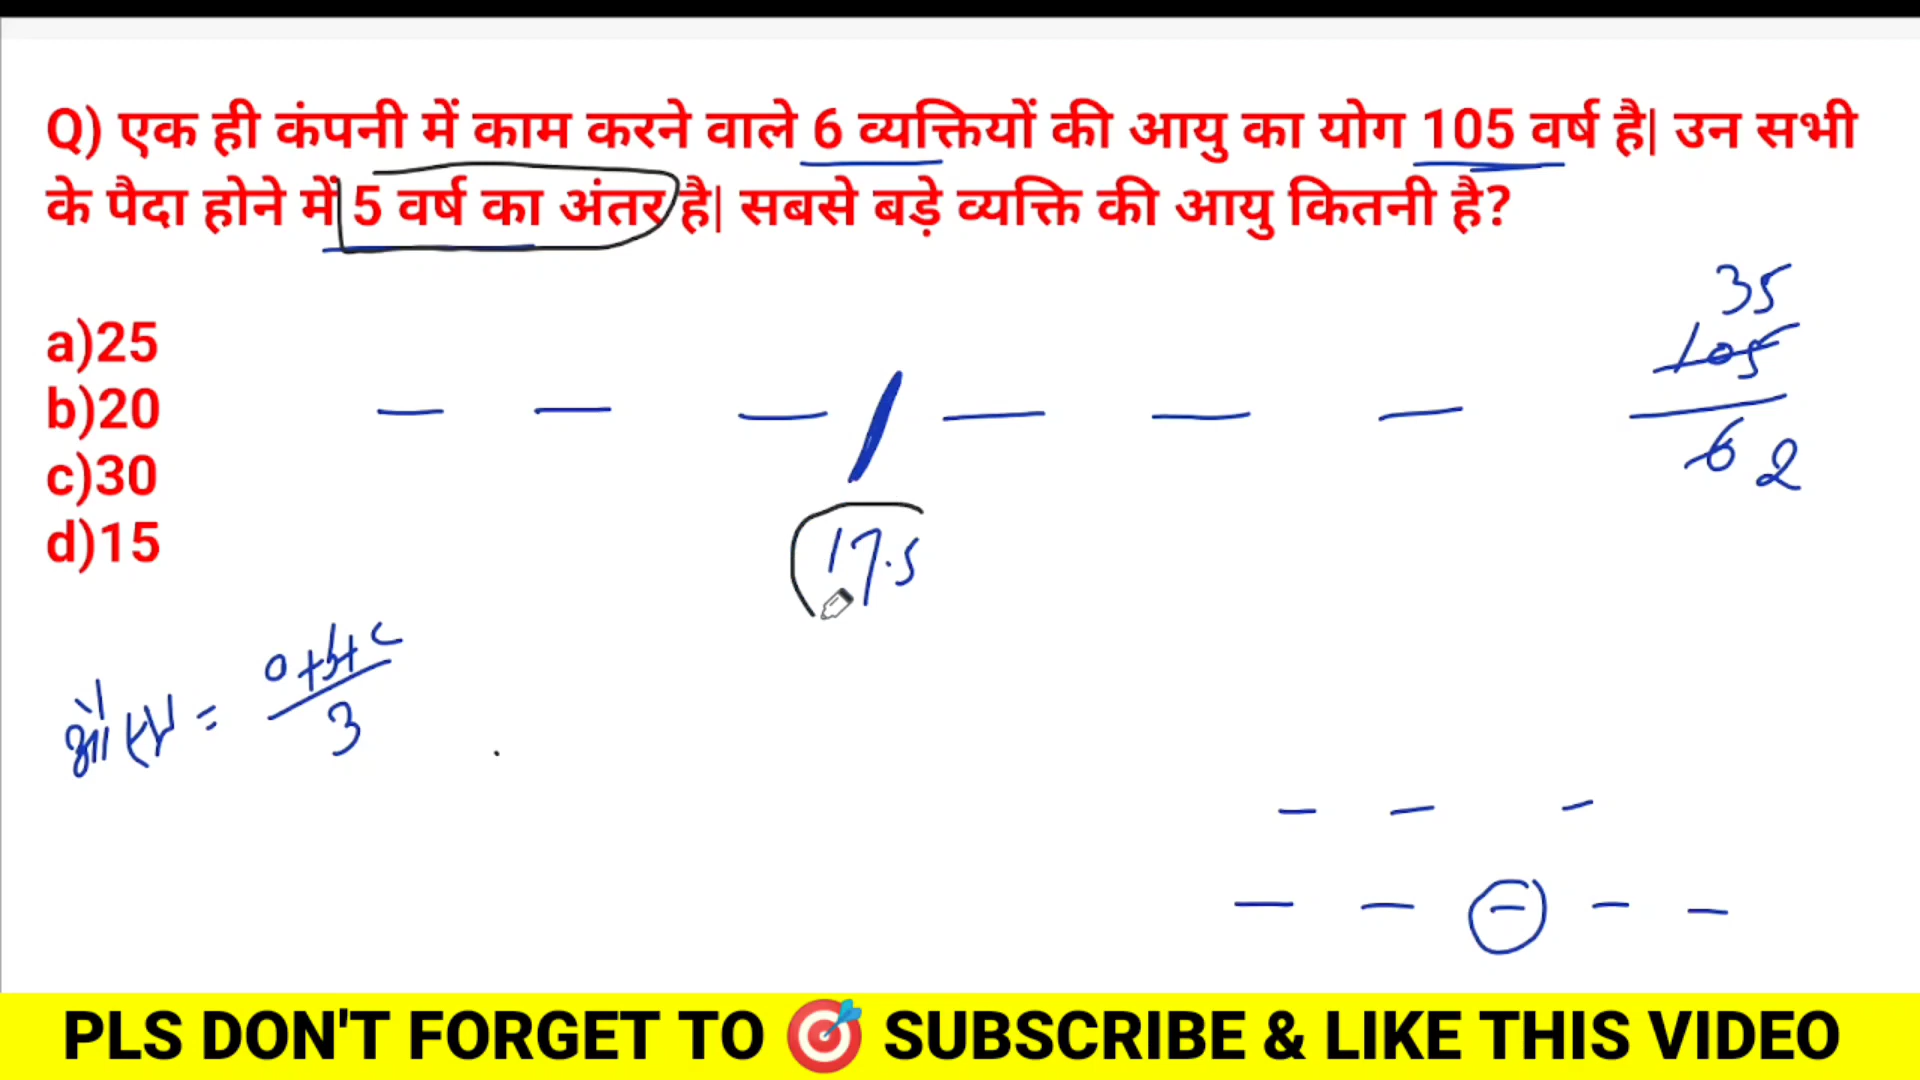 Q) एक ही कंपनी में काम करने वाले 6 व्यक्तियों की आयु का योग 105 वर्ष है| उन सभी
के पैदा होने में 5 वर्ष का अंतर है| सबसे बड़े व्यक्ति की आयु कितनी है?
35
105
6 2
a)25
b)20
c)30
d)15
17.5
औसत = a+b+c
3
PLS DON'T FORGET TO 🎯 SUBSCRIBE & LIKE THIS VIDEO